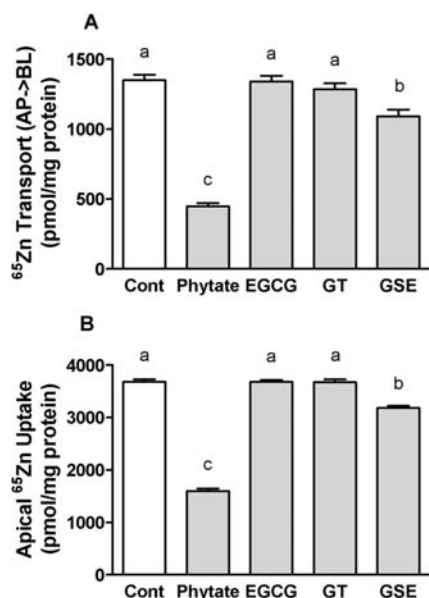 A
a
a
a
b
c
⁶⁵Zn Transport (AP->BL)
(pmol/mg protein)
1500
1000
500
0
Cont Phytate EGCG GT GSE
B
a
a
a
b
c
Apical ⁶⁵Zn Uptake
(pmol/mg protein)
4000
3000
2000
1000
0
Cont Phytate EGCG GT GSE